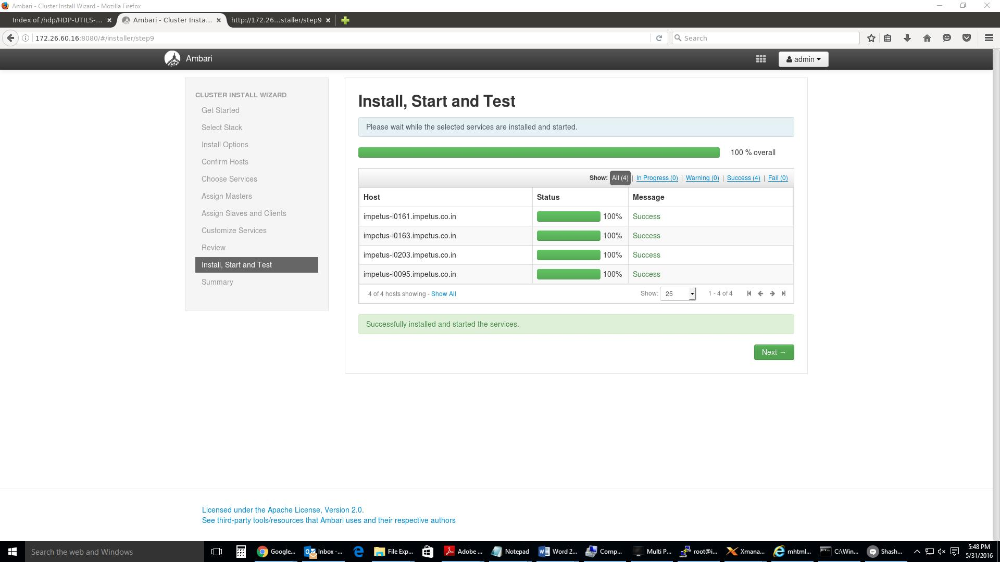 Ambari - Cluster Install Wizard - Mozilla Firefox
Index of /hdp/HDP-UTILS-...
Ambari - Cluster Insta...
http://172.26...staller/step9
172.26.60.16:8080/#/installer/step9
Search
Ambari
admin
CLUSTER INSTALL WIZARD
Get Started
Select Stack
Install Options
Confirm Hosts
Choose Services
Assign Masters
Assign Slaves and Clients
Customize Services
Review
Install, Start and Test
Summary
Install, Start and Test
Please wait while the selected services are installed and started.
100 % overall
Show: All (4) | In Progress (0) | Warning (0) | Success (4) | Fail (0)
Host Status Message
impetus-i0161.impetus.co.in 100% Success
impetus-i0163.impetus.co.in 100% Success
impetus-i0203.impetus.co.in 100% Success
impetus-i0095.impetus.co.in 100% Success
4 of 4 hosts showing - Show All Show: 25 1 - 4 of 4
Successfully installed and started the services.
Next →
Licensed under the Apache License, Version 2.0.
See third-party tools/resources that Ambari uses and their respective authors
Search the web and Windows
Google...
Inbox -...
File Exp...
Adobe ...
Notepad
Word 2...
Comp...
Multi P...
root@i...
Xmana...
mhtml...
C:\Win...
Shash...
5:48 PM
5/31/2016